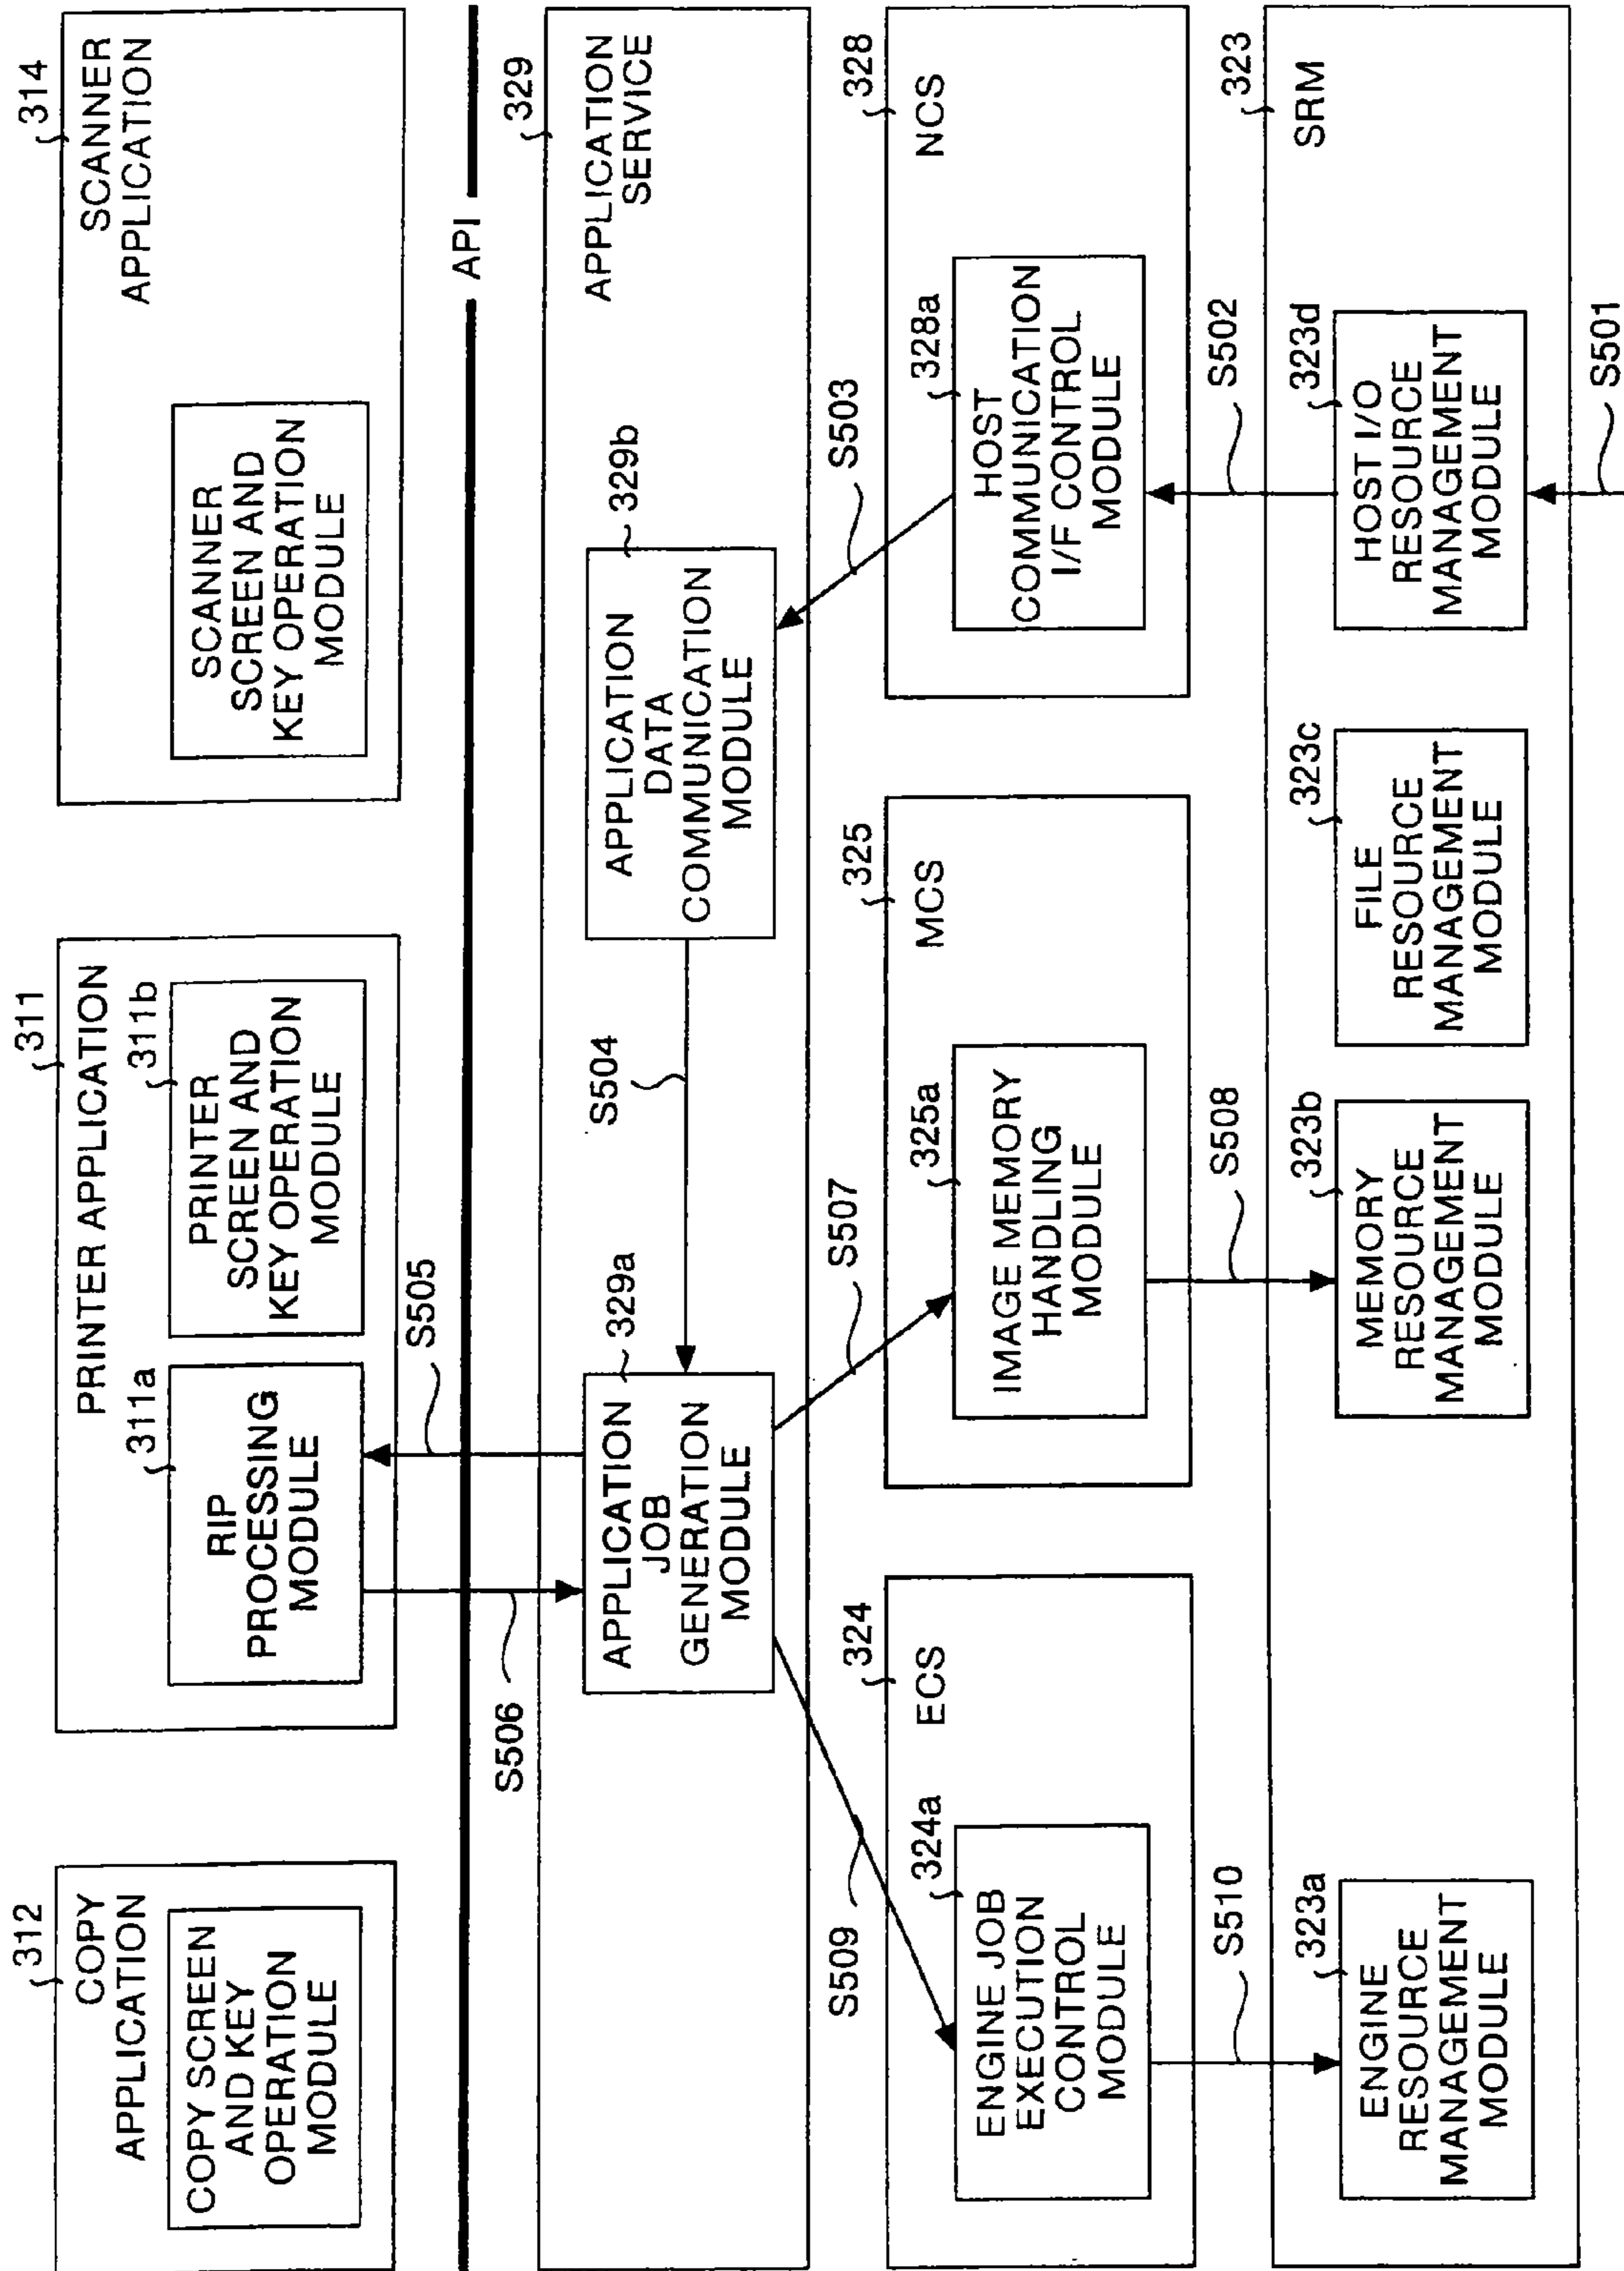 312
COPY
APPLICATION
COPY SCREEN
AND KEY
OPERATION
MODULE
311
PRINTER APPLICATION
311a
RIP
PROCESSING
MODULE
311b
PRINTER
SCREEN AND
KEY OPERATION
MODULE
314
SCANNER
APPLICATION
SCANNER
SCREEN AND
KEY OPERATION
MODULE
S505
API
S506
329
APPLICATION
SERVICE
329a
APPLICATION
JOB
GENERATION
MODULE
S504
329b
APPLICATION
DATA
COMMUNICATION
MODULE
S509
S507
S503
324
ECS
324a
ENGINE JOB
EXECUTION
CONTROL
MODULE
325
MCS
325a
IMAGE MEMORY
HANDLING
MODULE
328
NCS
328a
HOST
COMMUNICATION
I/F CONTROL
MODULE
S510
S508
S502
323
SRM
323a
ENGINE
RESOURCE
MANAGEMENT
MODULE
323b
MEMORY
RESOURCE
MANAGEMENT
MODULE
323c
FILE
RESOURCE
MANAGEMENT
MODULE
323d
HOST I/O
RESOURCE
MANAGEMENT
MODULE
S501